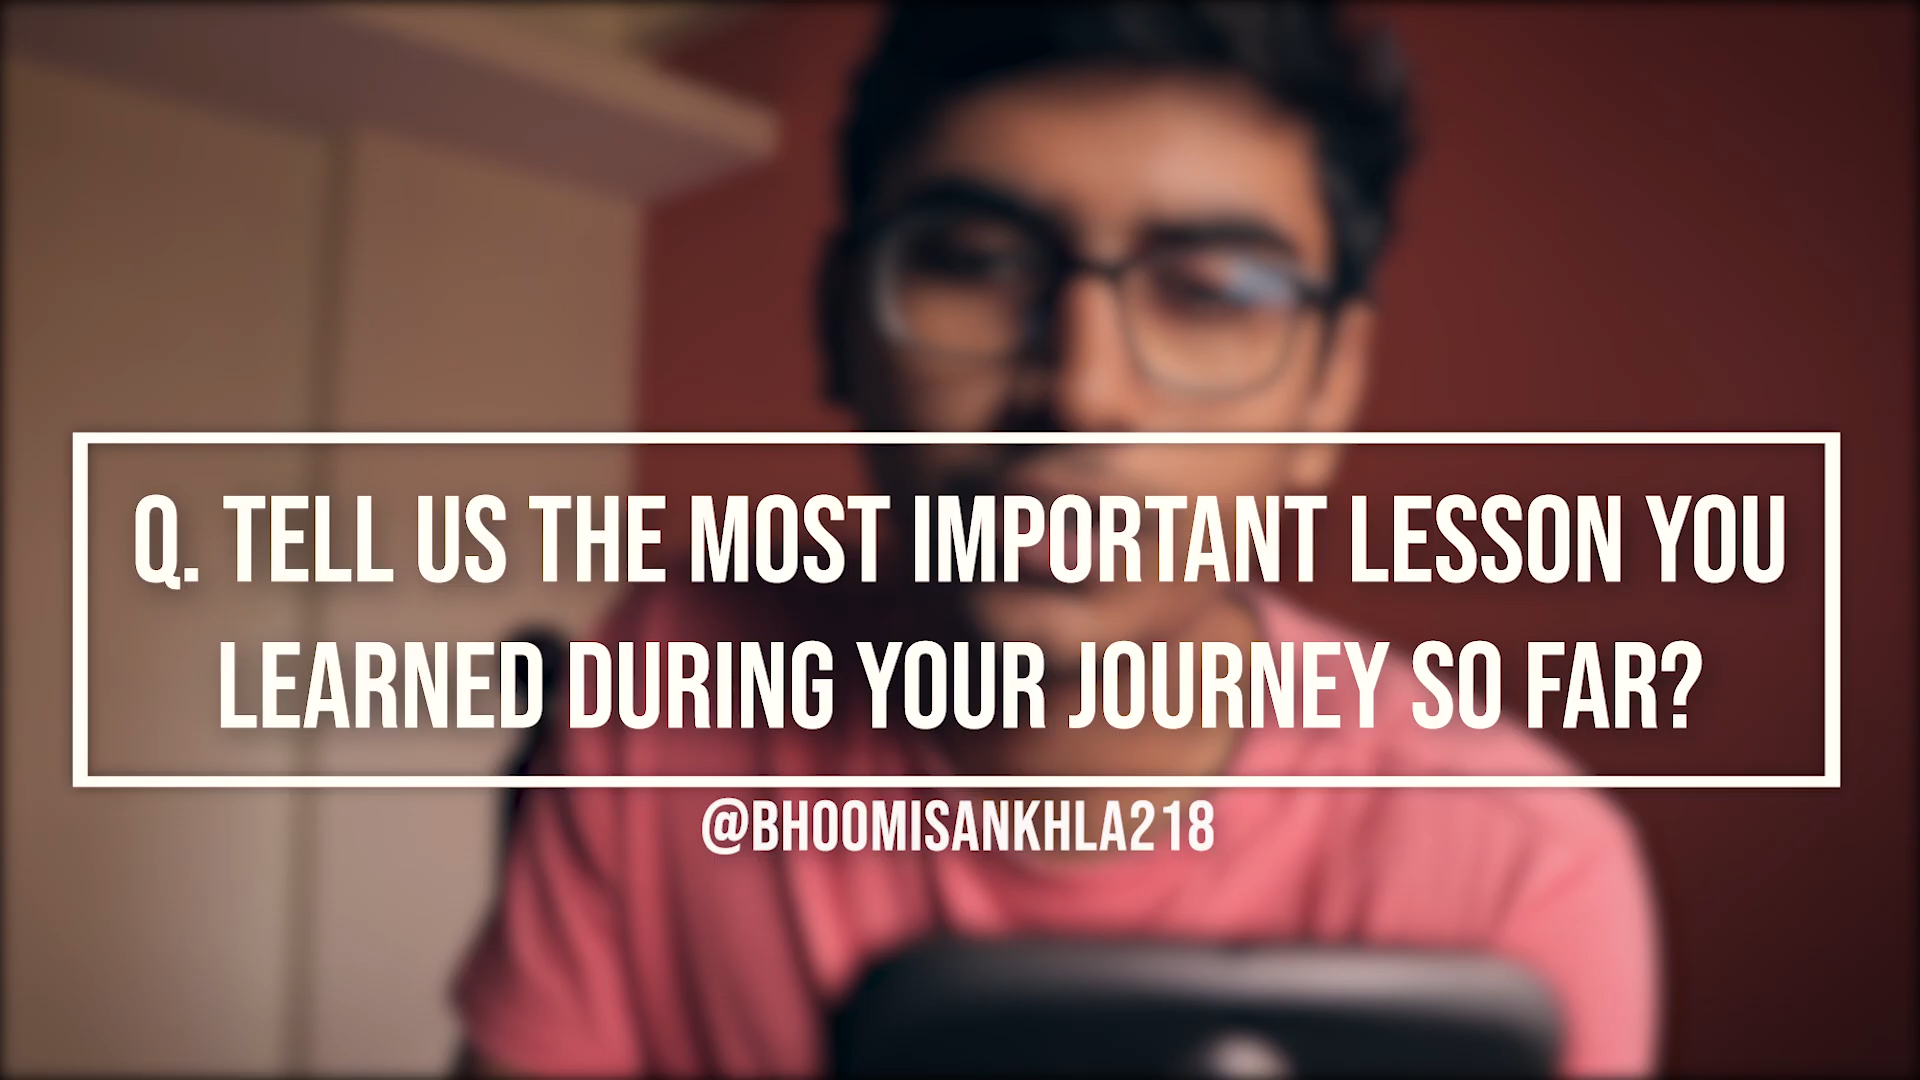 Q. TELL US THE MOST IMPORTANT LESSON YOU
LEARNED DURING YOUR JOURNEY SO FAR?
@BHOOMISANKHLA218